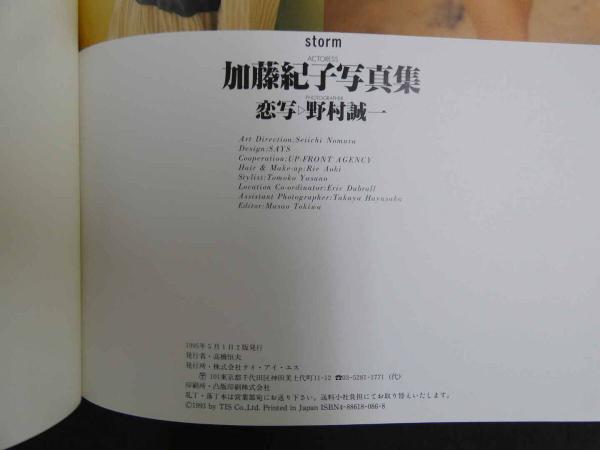 storm
ACTORESS
加藤紀子写真集
PHOTOGRAPHER
恋写▷野村誠一
Art Direction:Seiichi Nomura
Design:SAYS
Cooperation:UP-FRONT AGENCY
Hair & Make-up:Rie Aoki
Stylist:Tomoko Yasuno
Location Co-ordinator:Eric Dubrall
Assistant Photographer:Takaya Hayasaka
Editor:Masao Tokiwa
1995年5月1日2版発行
発行者・高橋恒夫
発行所・株式会社ティ・アイ・エス
〒101東京都千代田区神田美土代町11-12 ☎03-5281-1771（代）
印刷所・凸版印刷株式会社
乱丁・落丁本は営業部宛にお送り下さい。送料小社負担にてお取り替えいたします。
©1993 by TIS Co.,Ltd. Printed in Japan ISBN4-88618-086-8